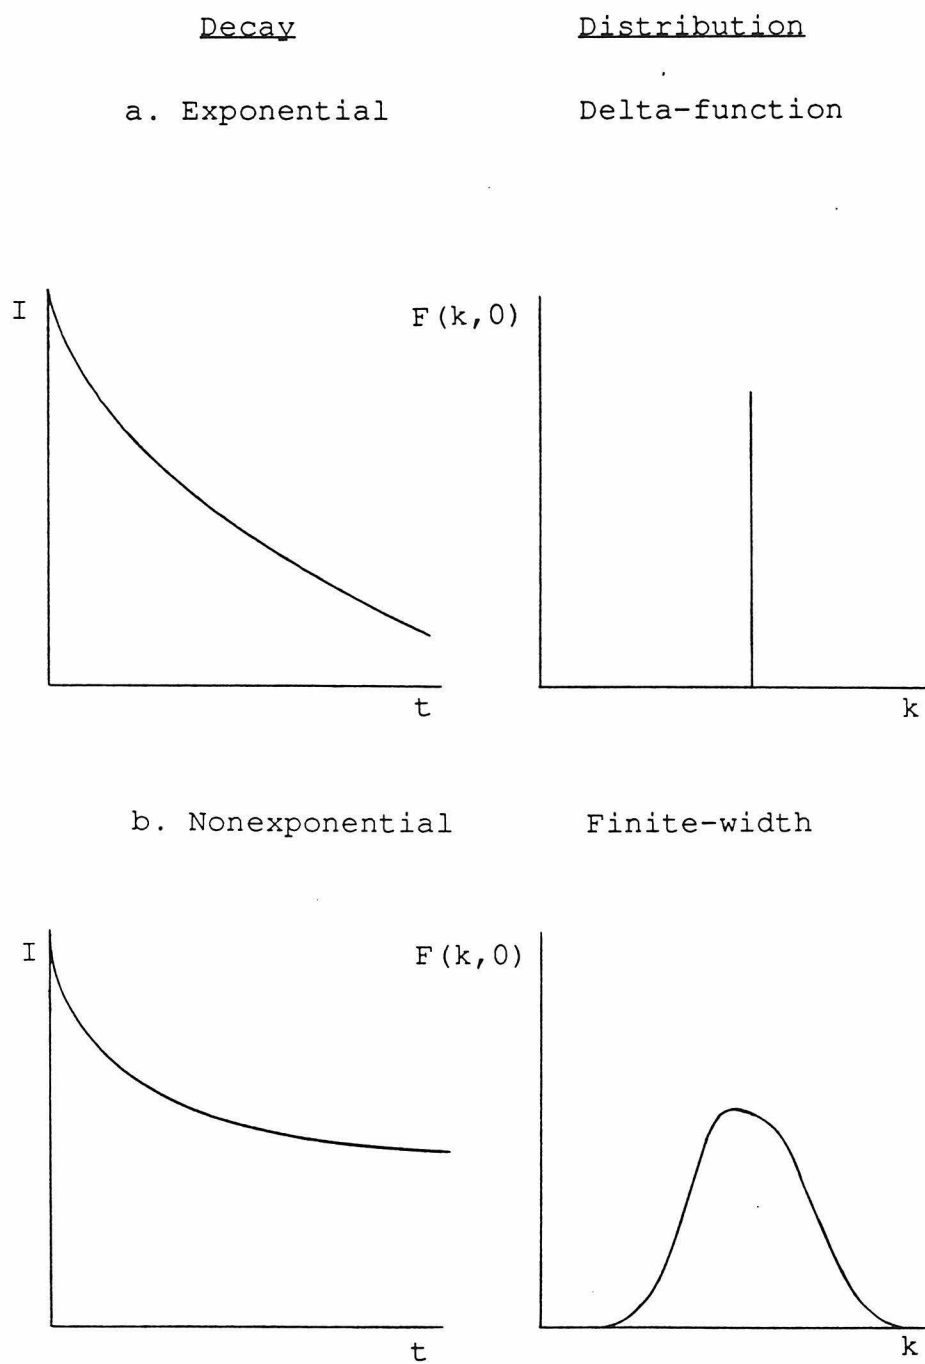 Decay Distribution
a. Exponential Delta-function
I F(k,0)
t k
b. Nonexponential Finite-width
I F(k,0)
t k